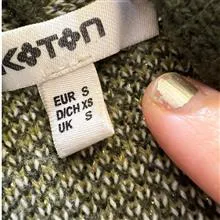 KOTON
EUR S
D/CH XS
UK S